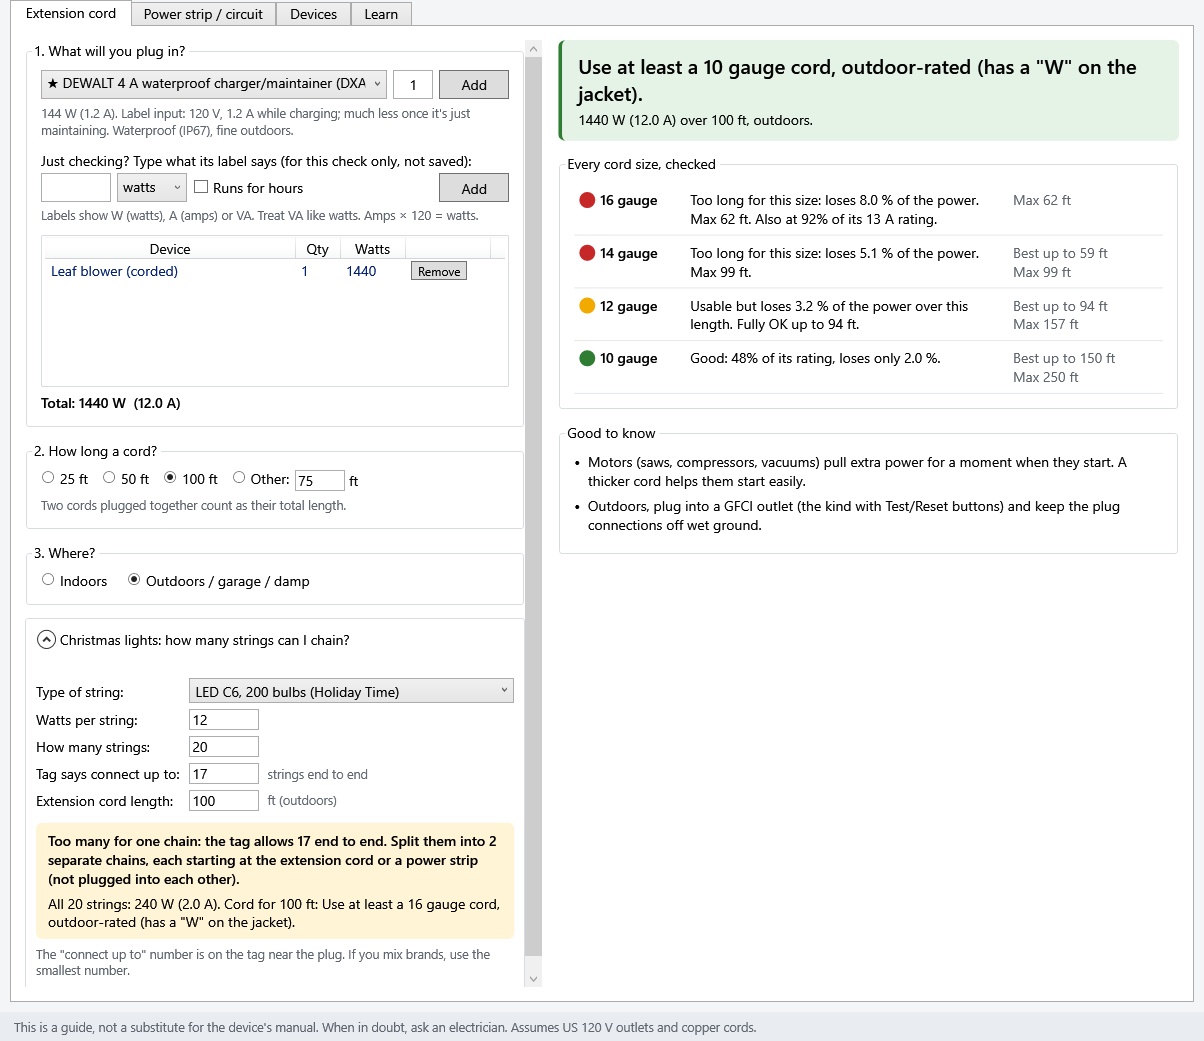 Extension cord
Power strip / circuit
Devices
Learn
1. What will you plug in?
★ DEWALT 4 A waterproof charger/maintainer (DXA
1
Add
144 W (1.2 A). Label input: 120 V, 1.2 A while charging; much less once it's just
maintaining. Waterproof (IP67), fine outdoors.
Just checking? Type what its label says (for this check only, not saved):
watts
Runs for hours
Add
Labels show W (watts), A (amps) or VA. Treat VA like watts. Amps × 120 = watts.
Device Qty Watts
Leaf blower (corded) 1 1440 Remove
Total: 1440 W (12.0 A)
2. How long a cord?
25 ft 50 ft 100 ft Other: 75 ft
Two cords plugged together count as their total length.
3. Where?
Indoors Outdoors / garage / damp
Christmas lights: how many strings can I chain?
Type of string: LED C6, 200 bulbs (Holiday Time)
Watts per string: 12
How many strings: 20
Tag says connect up to: 17 strings end to end
Extension cord length: 100 ft (outdoors)
Too many for one chain: the tag allows 17 end to end. Split them into 2
separate chains, each starting at the extension cord or a power strip
(not plugged into each other).
All 20 strings: 240 W (2.0 A). Cord for 100 ft: Use at least a 16 gauge cord,
outdoor-rated (has a "W" on the jacket).
The "connect up to" number is on the tag near the plug. If you mix brands, use the
smallest number.
Use at least a 10 gauge cord, outdoor-rated (has a "W" on the
jacket).
1440 W (12.0 A) over 100 ft, outdoors.
Every cord size, checked
16 gauge Too long for this size: loses 8.0 % of the power. Max 62 ft
Max 62 ft. Also at 92% of its 13 A rating.
14 gauge Too long for this size: loses 5.1 % of the power. Best up to 59 ft
Max 99 ft. Max 99 ft
12 gauge Usable but loses 3.2 % of the power over this Best up to 94 ft
length. Fully OK up to 94 ft. Max 157 ft
10 gauge Good: 48% of its rating, loses only 2.0 %. Best up to 150 ft
Max 250 ft
Good to know
• Motors (saws, compressors, vacuums) pull extra power for a moment when they start. A
thicker cord helps them start easily.
• Outdoors, plug into a GFCI outlet (the kind with Test/Reset buttons) and keep the plug
connections off wet ground.
This is a guide, not a substitute for the device's manual. When in doubt, ask an electrician. Assumes US 120 V outlets and copper cords.